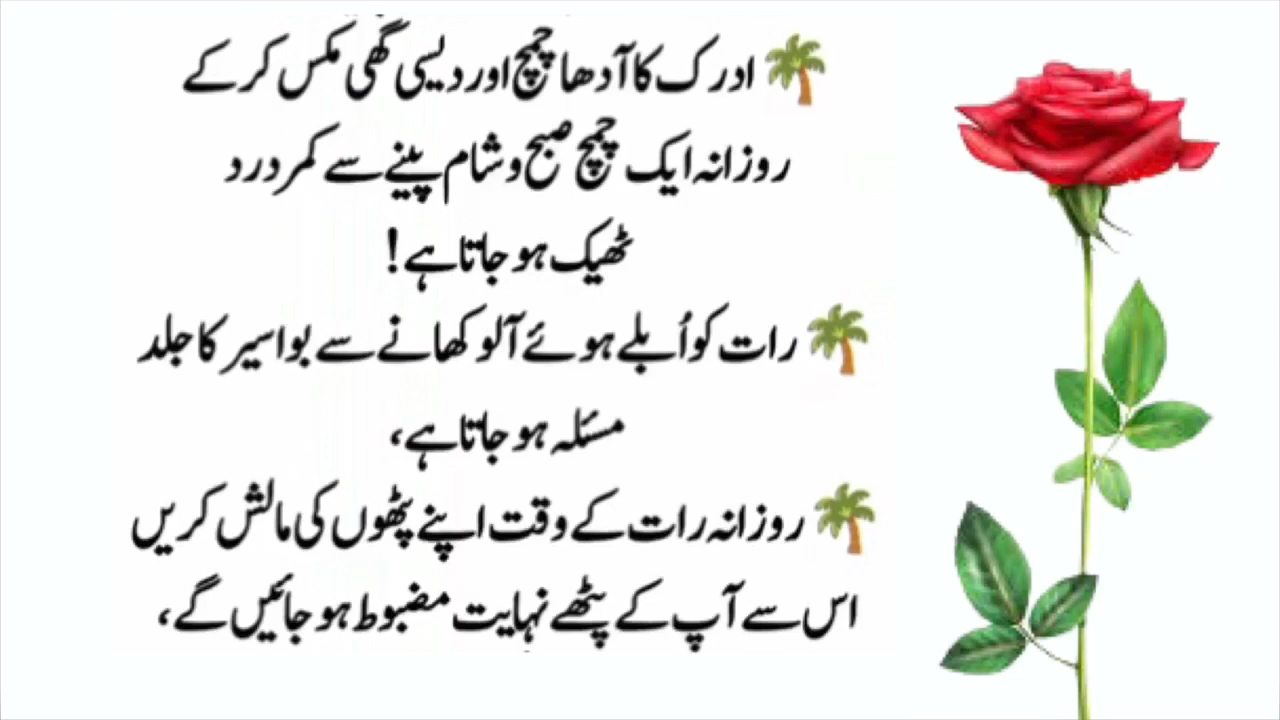 🌴 ادرک کا آدھا چمچ اور دیسی گھی مکس کر کے
روزانہ ایک چمچ صبح و شام پینے سے کمر درد
ٹھیک ہو جاتا ہے!
🌴 رات کو اُبلے ہوئے آلو کھانے سے بواسیر کا جلد
مسئلہ ہو جاتا ہے،
🌴 روزانہ رات کے وقت اپنے پٹھوں کی مالش کریں
اس سے آپ کے پٹھے نہایت مضبوط ہو جائیں گے،